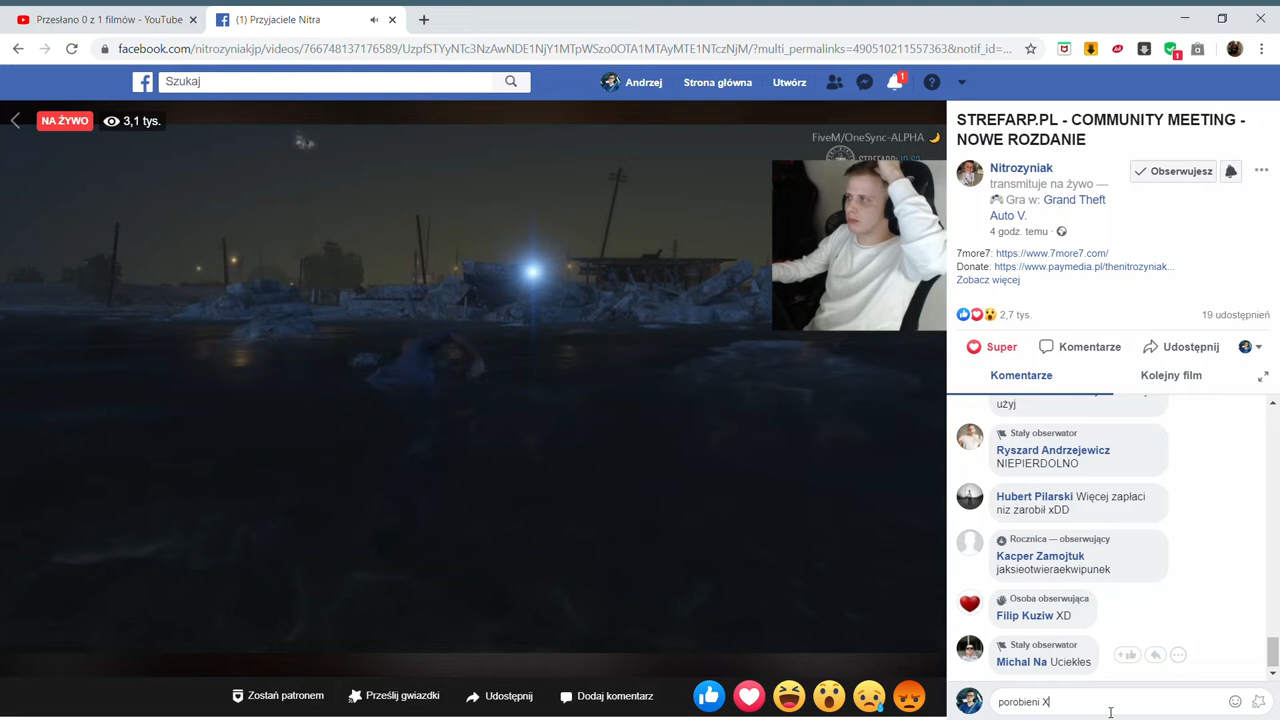 Przesłano 0 z 1 filmów - YouTube
(1) Przyjaciele Nitra
facebook.com/nitrozyniakjp/videos/766748137176589/UzpfSTYyNTc3NzAwNDE1NjY1MTpWSzo0OTA1MTAyMTE1NTczNjM/?multi_permalinks=490510211557363&notif_id=...
1
Szukaj
Andrzej
Strona główna
Utwórz
1
NA ŻYWO
3,1 tys.
FiveM/OneSync-ALPHA
STREFARP.PL - COMMUNITY MEETING -
NOWE ROZDANIE
Nitrozyniak
transmituje na żywo —
Gra w: Grand Theft
Auto V.
4 godz. temu
Obserwujesz
7more7: https://www.7more7.com/
Donate: https://www.paymedia.pl/thenitrozyniak...
Zobacz więcej
2,7 tys.
19 udostępnień
Super
Komentarze
Udostępnij
Komentarze
Kolejny film
użyj
Stały obserwator
Ryszard Andrzejewicz
NIEPIERDOLNO
Hubert Pilarski Więcej zapłaci
niz zarobił xDD
Rocznica — obserwujący
Kacper Zamojtuk
jaksieotwieraekwipunek
Osoba obserwująca
Filip Kuziw XD
Stały obserwator
Michal Na Uciekłes
Zostań patronem
Prześlij gwiazdki
Udostępnij
Dodaj komentarz
porobieni X